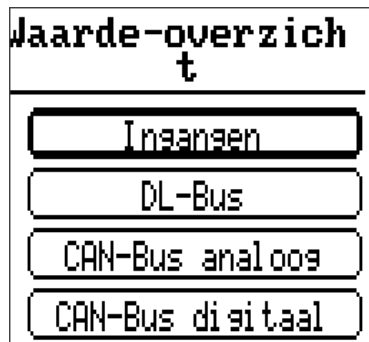 Waarde-overzich
t
Ingangen
DL-Bus
CAN-Bus analoog
CAN-Bus digitaal